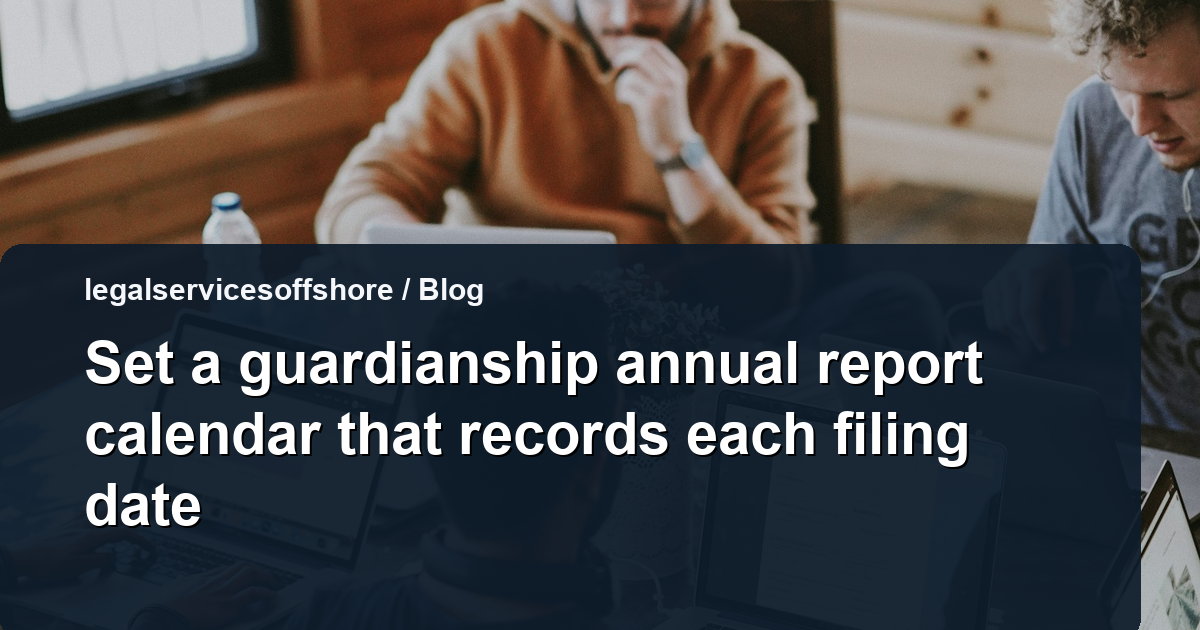 legalservicesoffshore / Blog
Set a guardianship annual report
calendar that records each filing
date